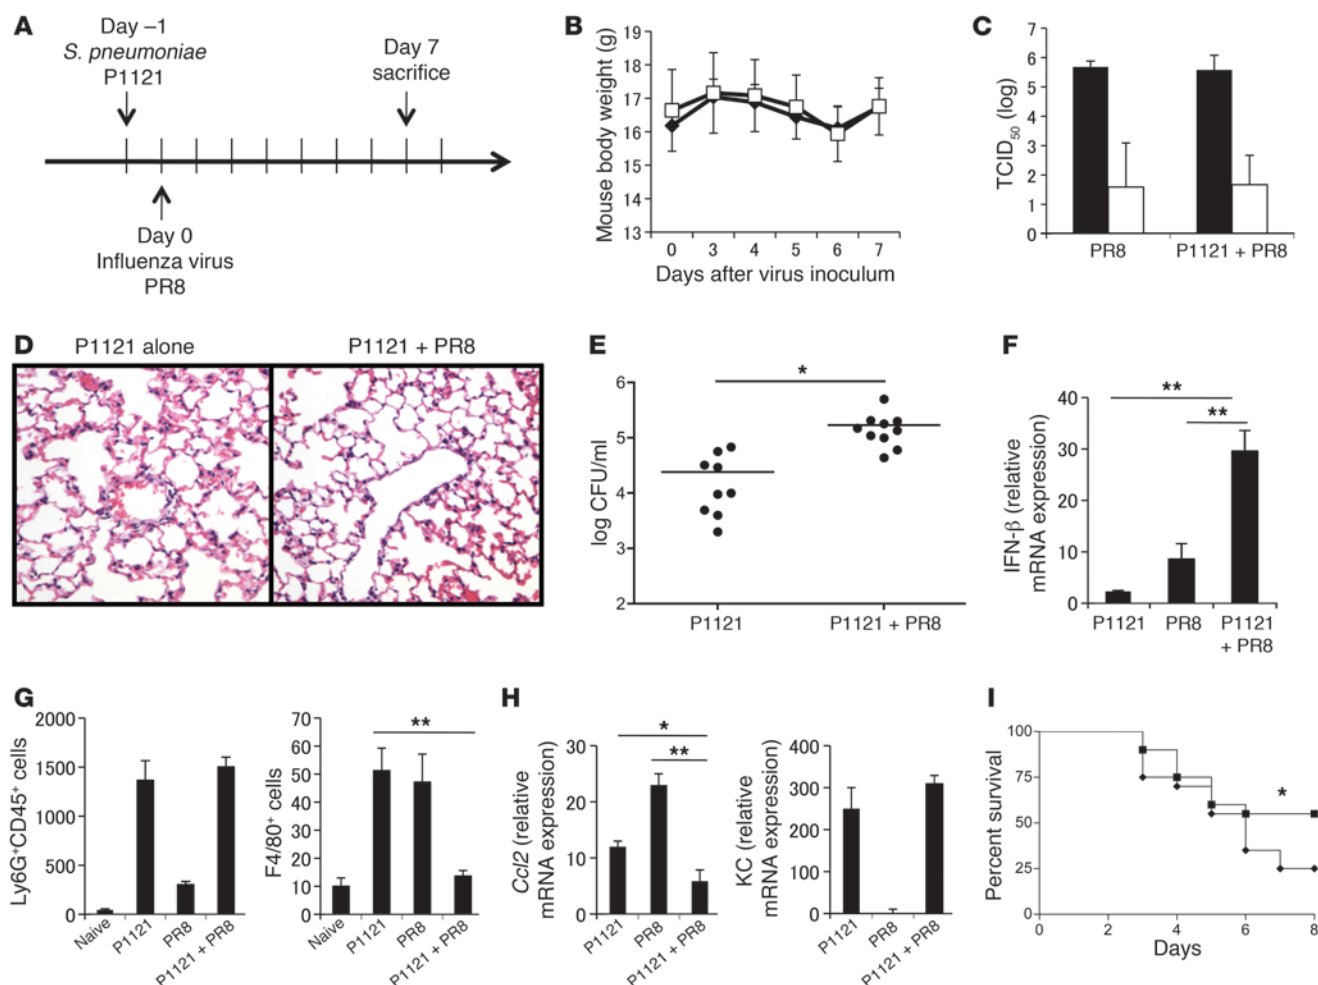 A
Day –1
S. pneumoniae
P1121
Day 7
sacrifice
Day 0
Influenza virus
PR8
B
Mouse body weight (g)
19
18
17
16
15
14
13
0 3 4 5 6 7
Days after virus inoculum
C
TCID50 (log)
7
6
5
4
3
2
1
0
PR8 P1121 + PR8
D
P1121 alone P1121 + PR8
E
log CFU/ml
6
5
4
3
2
*
P1121 P1121 + PR8
F
IFN-β (relative
mRNA expression)
40
30
20
10
0
**
**
P1121 PR8 P1121
+ PR8
G
Ly6G+CD45+ cells
2000
1500
1000
500
0
Naive P1121 PR8 P1121 + PR8
F4/80+ cells
70
60
50
40
30
20
10
0
**
Naive P1121 PR8 P1121 + PR8
H
Ccl2 (relative
mRNA expression)
30
20
10
0
*
**
P1121 PR8 P1121 + PR8
KC (relative
mRNA expression)
400
300
200
100
0
P1121 PR8 P1121 + PR8
I
Percent survival
100
75
50
25
0
*
0 2 4 6 8
Days